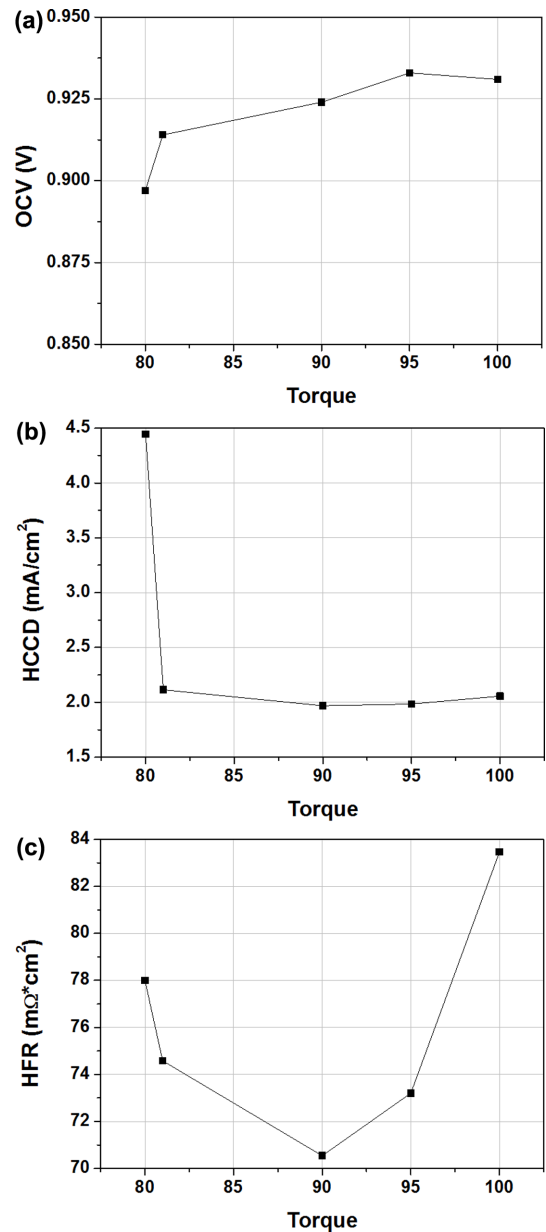 (a)
0.950
0.925
0.900
0.875
0.850
OCV (V)
80 85 90 95 100
Torque
(b)
4.5
4.0
3.5
3.0
2.5
2.0
1.5
HCCD (mA/cm²)
80 85 90 95 100
Torque
(c)
84
82
80
78
76
74
72
70
HFR (mΩ*cm²)
80 85 90 95 100
Torque